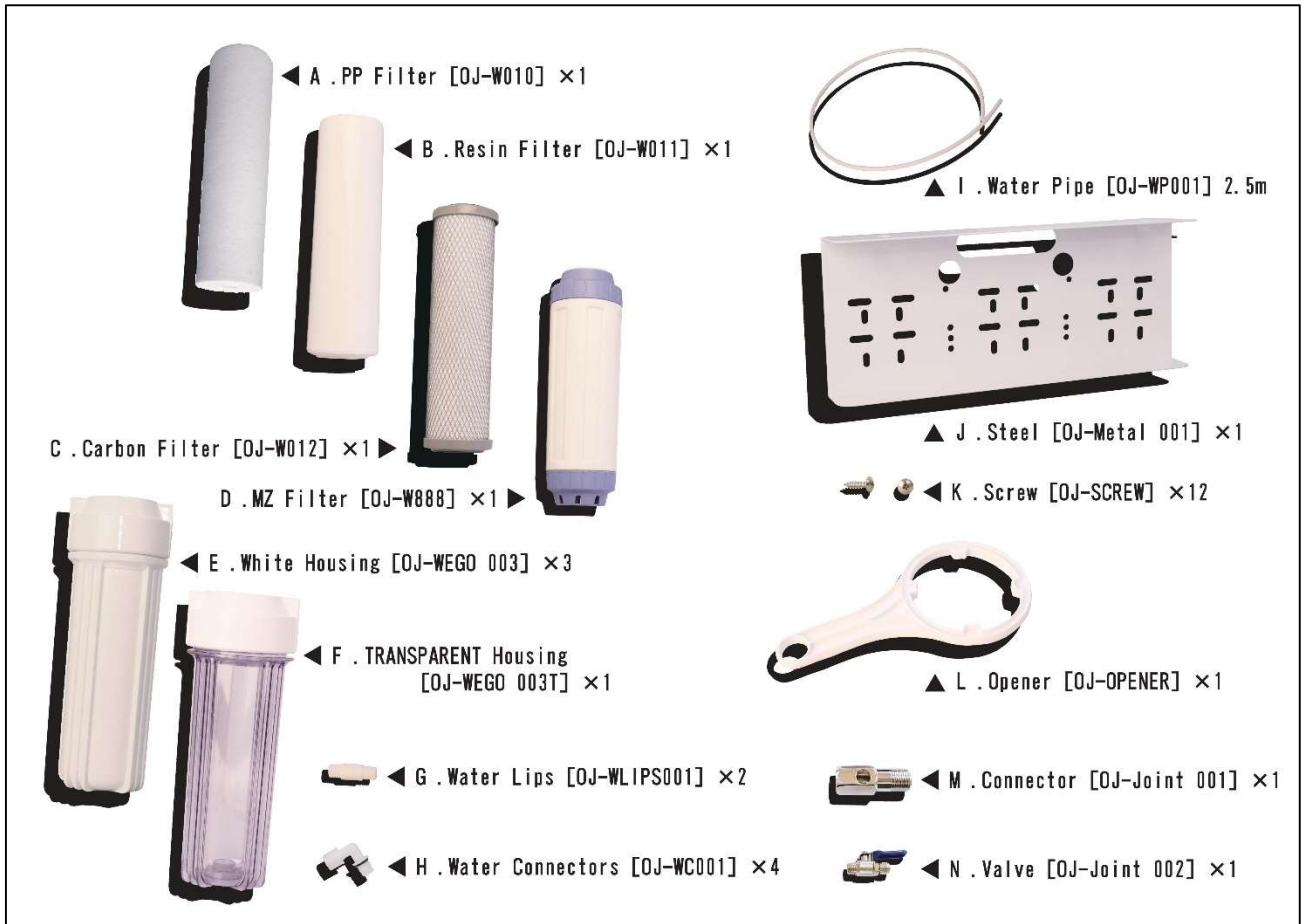 A .PP Filter [OJ-W010] ×1
B .Resin Filter [OJ-W011] ×1
C .Carbon Filter [OJ-W012] ×1
D .MZ Filter [OJ-W888] ×1
E .White Housing [OJ-WEGO 003] ×3
F .TRANSPARENT Housing
[OJ-WEGO 003T] ×1
G .Water Lips [OJ-WLIPS001] ×2
H .Water Connectors [OJ-WC001] ×4
I .Water Pipe [OJ-WP001] 2.5m
J .Steel [OJ-Metal 001] ×1
K .Screw [OJ-SCREW] ×12
L .Opener [OJ-OPENER] ×1
M .Connector [OJ-Joint 001] ×1
N .Valve [OJ-Joint 002] ×1